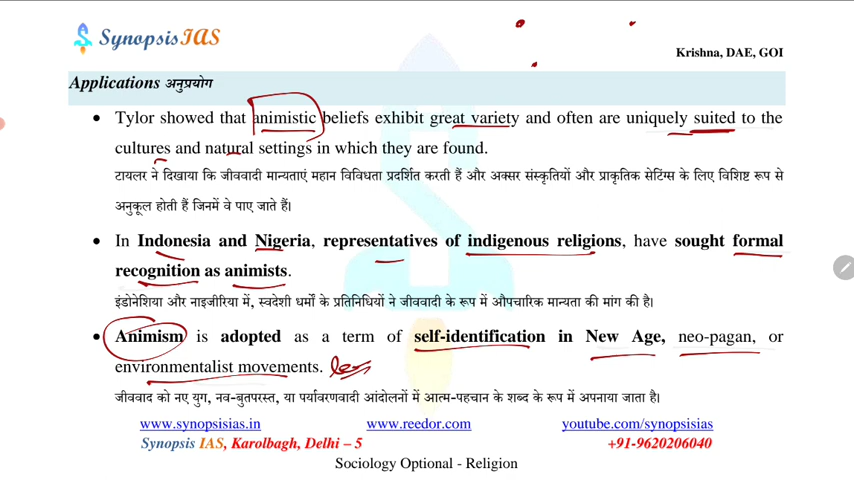 Synopsis IAS
Krishna, DAE, GOI
Applications अनुप्रयोग
• Tylor showed that animistic beliefs exhibit great variety and often are uniquely suited to the
cultures and natural settings in which they are found.
टायलर ने दिखाया कि जीववादी मान्यताएं महान विविधता प्रदर्शित करती हैं और अक्सर संस्कृतियों और प्राकृतिक सेटिंग्स के लिए विशिष्ट रूप से
अनुकूल होती हैं जिनमें वे पाए जाते हैं।
• In Indonesia and Nigeria, representatives of indigenous religions, have sought formal
recognition as animists.
इंडोनेशिया और नाइजीरिया में, स्वदेशी धर्मों के प्रतिनिधियों ने जीववादी के रूप में औपचारिक मान्यता की मांग की है।
• Animism is adopted as a term of self-identification in New Age, neo-pagan, or
environmentalist movements.
जीववाद को नए युग, नव-बुतपरस्त, या पर्यावरणवादी आंदोलनों में आत्म-पहचान के शब्द के रूप में अपनाया जाता है।
www.synopsisias.in www.reedor.com youtube.com/synopsisias
Synopsis IAS, Karolbagh, Delhi – 5 +91-9620206040
Sociology Optional - Religion